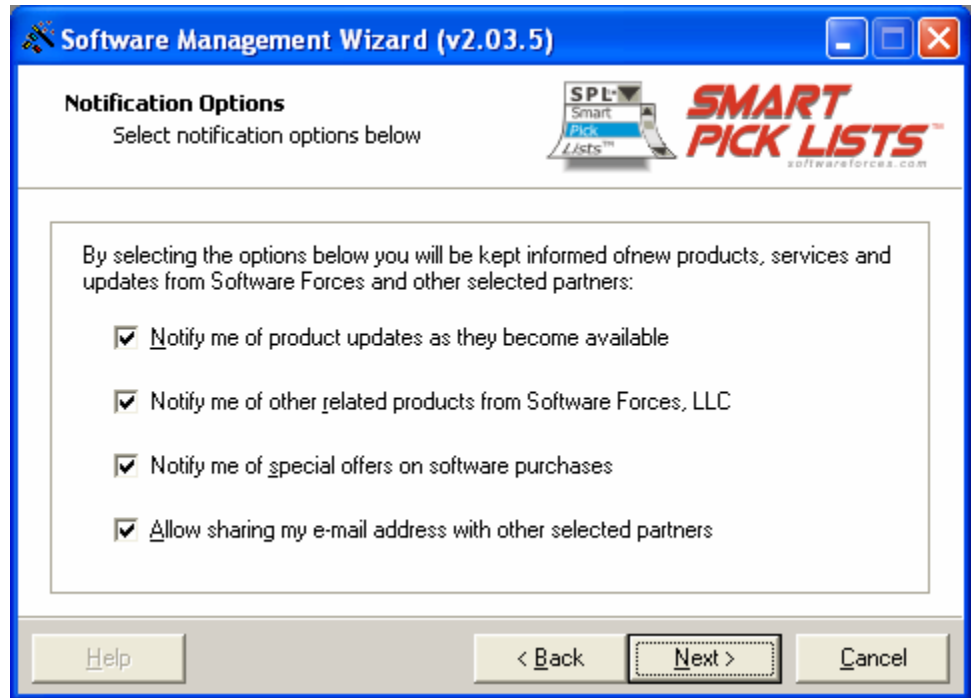 Software Management Wizard (v2.03.5)
Notification Options
Select notification options below
SPL
Smart
Pick
Lists™
SMART
PICK LISTS™
softwareforces.com
By selecting the options below you will be kept informed ofnew products, services and
updates from Software Forces and other selected partners:
Notify me of product updates as they become available
Notify me of other related products from Software Forces, LLC
Notify me of special offers on software purchases
Allow sharing my e-mail address with other selected partners
Help
< Back
Next >
Cancel